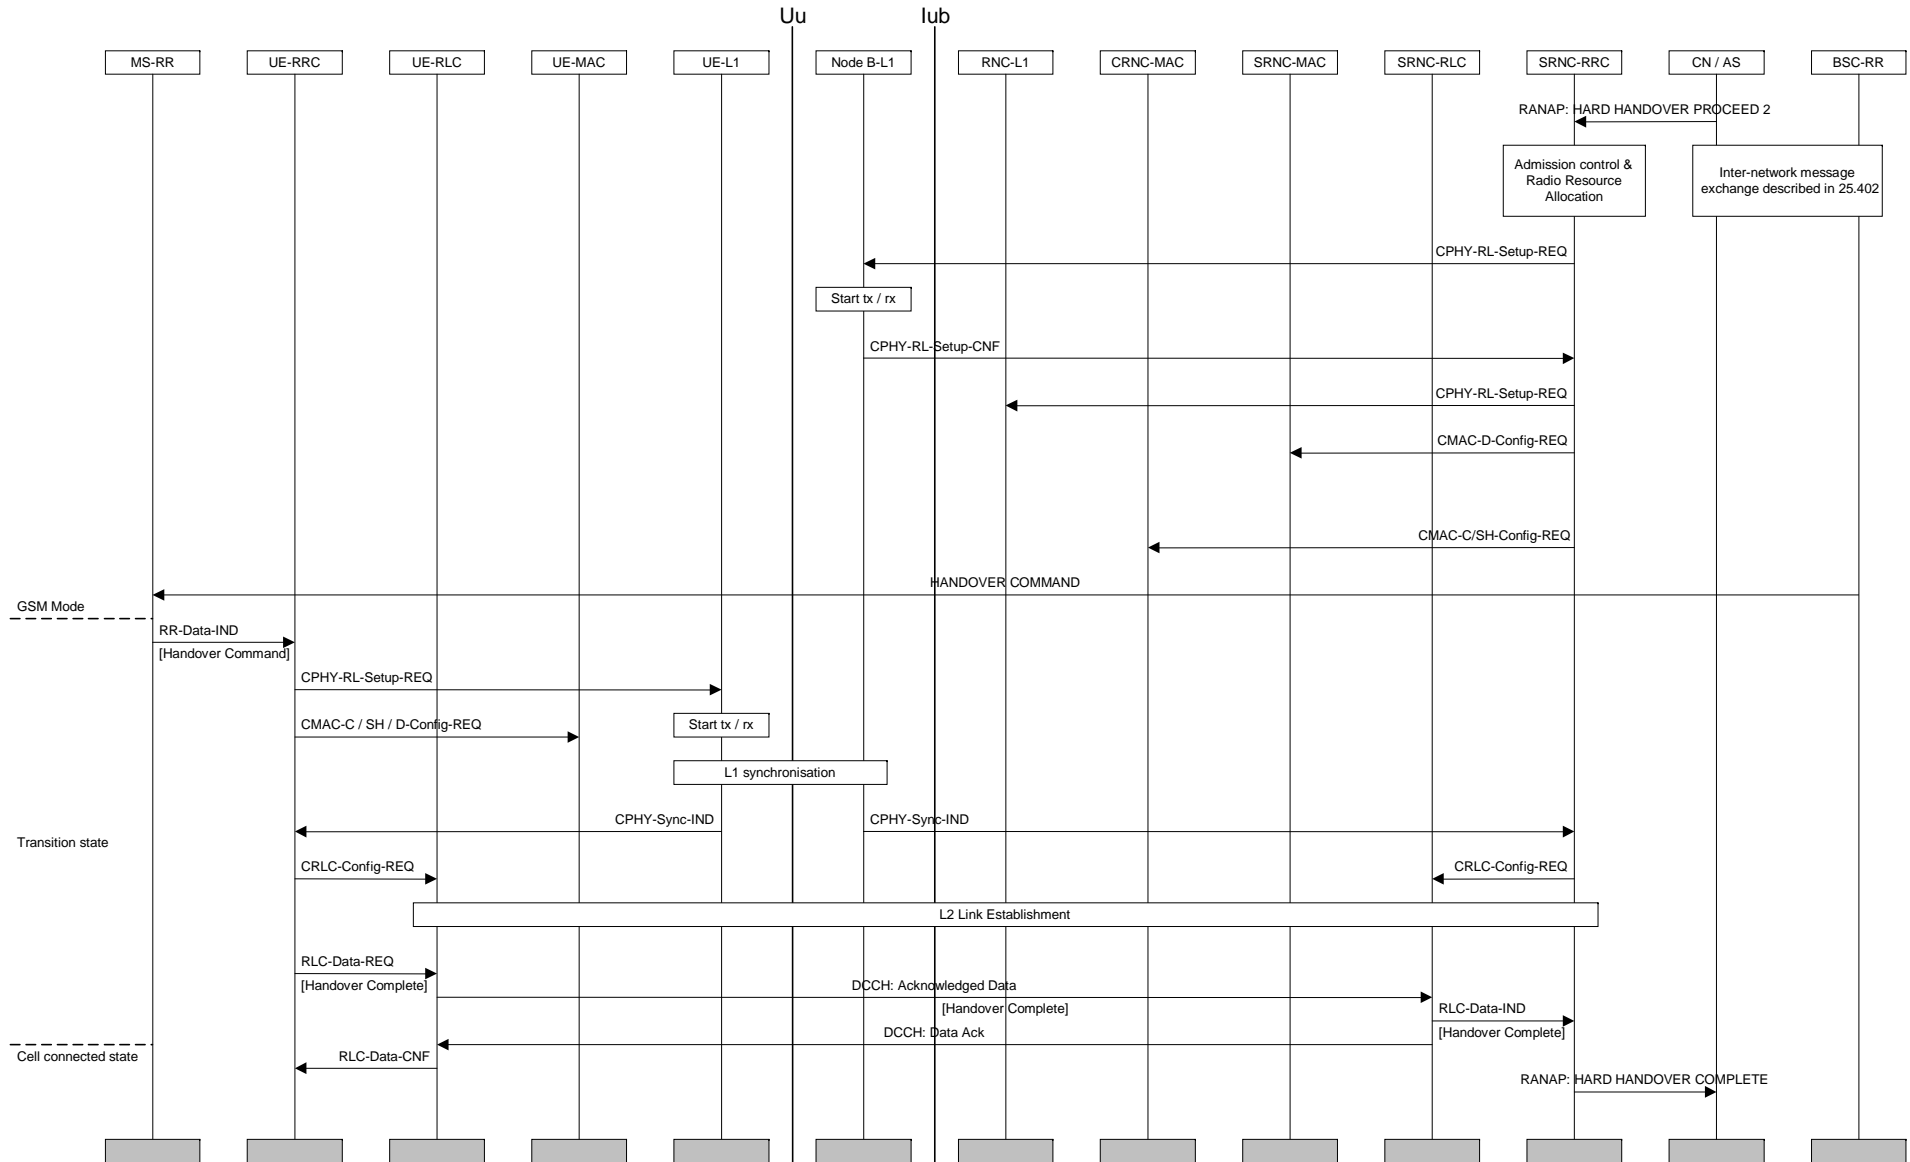 Uu
Iub
MS-RR
UE-RRC
UE-RLC
UE-MAC
UE-L1
Node B-L1
RNC-L1
CRNC-MAC
SRNC-MAC
SRNC-RLC
SRNC-RRC
CN / AS
BSC-RR
RANAP: HARD HANDOVER PROCEED 2
Admission control &
Radio Resource
Allocation
Inter-network message
exchange described in 25.402
CPHY-RL-Setup-REQ
Start tx / rx
CPHY-RL-Setup-CNF
CPHY-RL-Setup-REQ
CMAC-D-Config-REQ
CMAC-C/SH-Config-REQ
HANDOVER COMMAND
GSM Mode
RR-Data-IND
[Handover Command]
CPHY-RL-Setup-REQ
CMAC-C / SH / D-Config-REQ
Start tx / rx
L1 synchronisation
CPHY-Sync-IND
CPHY-Sync-IND
Transition state
CRLC-Config-REQ
CRLC-Config-REQ
L2 Link Establishment
RLC-Data-REQ
[Handover Complete]
DCCH: Acknowledged Data
[Handover Complete]
RLC-Data-IND
[Handover Complete]
DCCH: Data Ack
Cell connected state
RLC-Data-CNF
RANAP: HARD HANDOVER COMPLETE